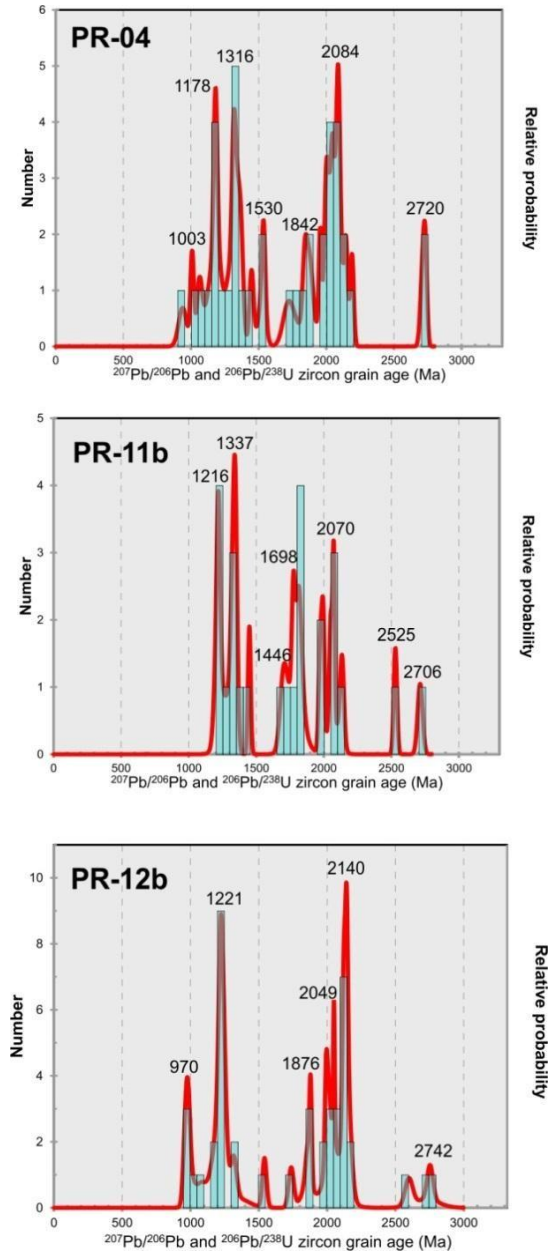 PR-04
6
5
4
3
2
1
0
Number
Relative probability
1003
1178
1316
1530
1842
2084
2720
0 500 1000 1500 2000 2500 3000
²⁰⁷Pb/²⁰⁶Pb and ²⁰⁶Pb/²³⁸U zircon grain age (Ma)
PR-11b
5
4
3
2
1
0
Number
Relative probability
1216
1337
1446
1698
2070
2525
2706
0 500 1000 1500 2000 2500 3000
²⁰⁷Pb/²⁰⁶Pb and ²⁰⁶Pb/²³⁸U zircon grain age (Ma)
PR-12b
10
8
6
4
2
0
Number
Relative probability
970
1221
1876
2049
2140
2742
0 500 1000 1500 2000 2500 3000
²⁰⁷Pb/²⁰⁶Pb and ²⁰⁶Pb/²³⁸U zircon grain age (Ma)